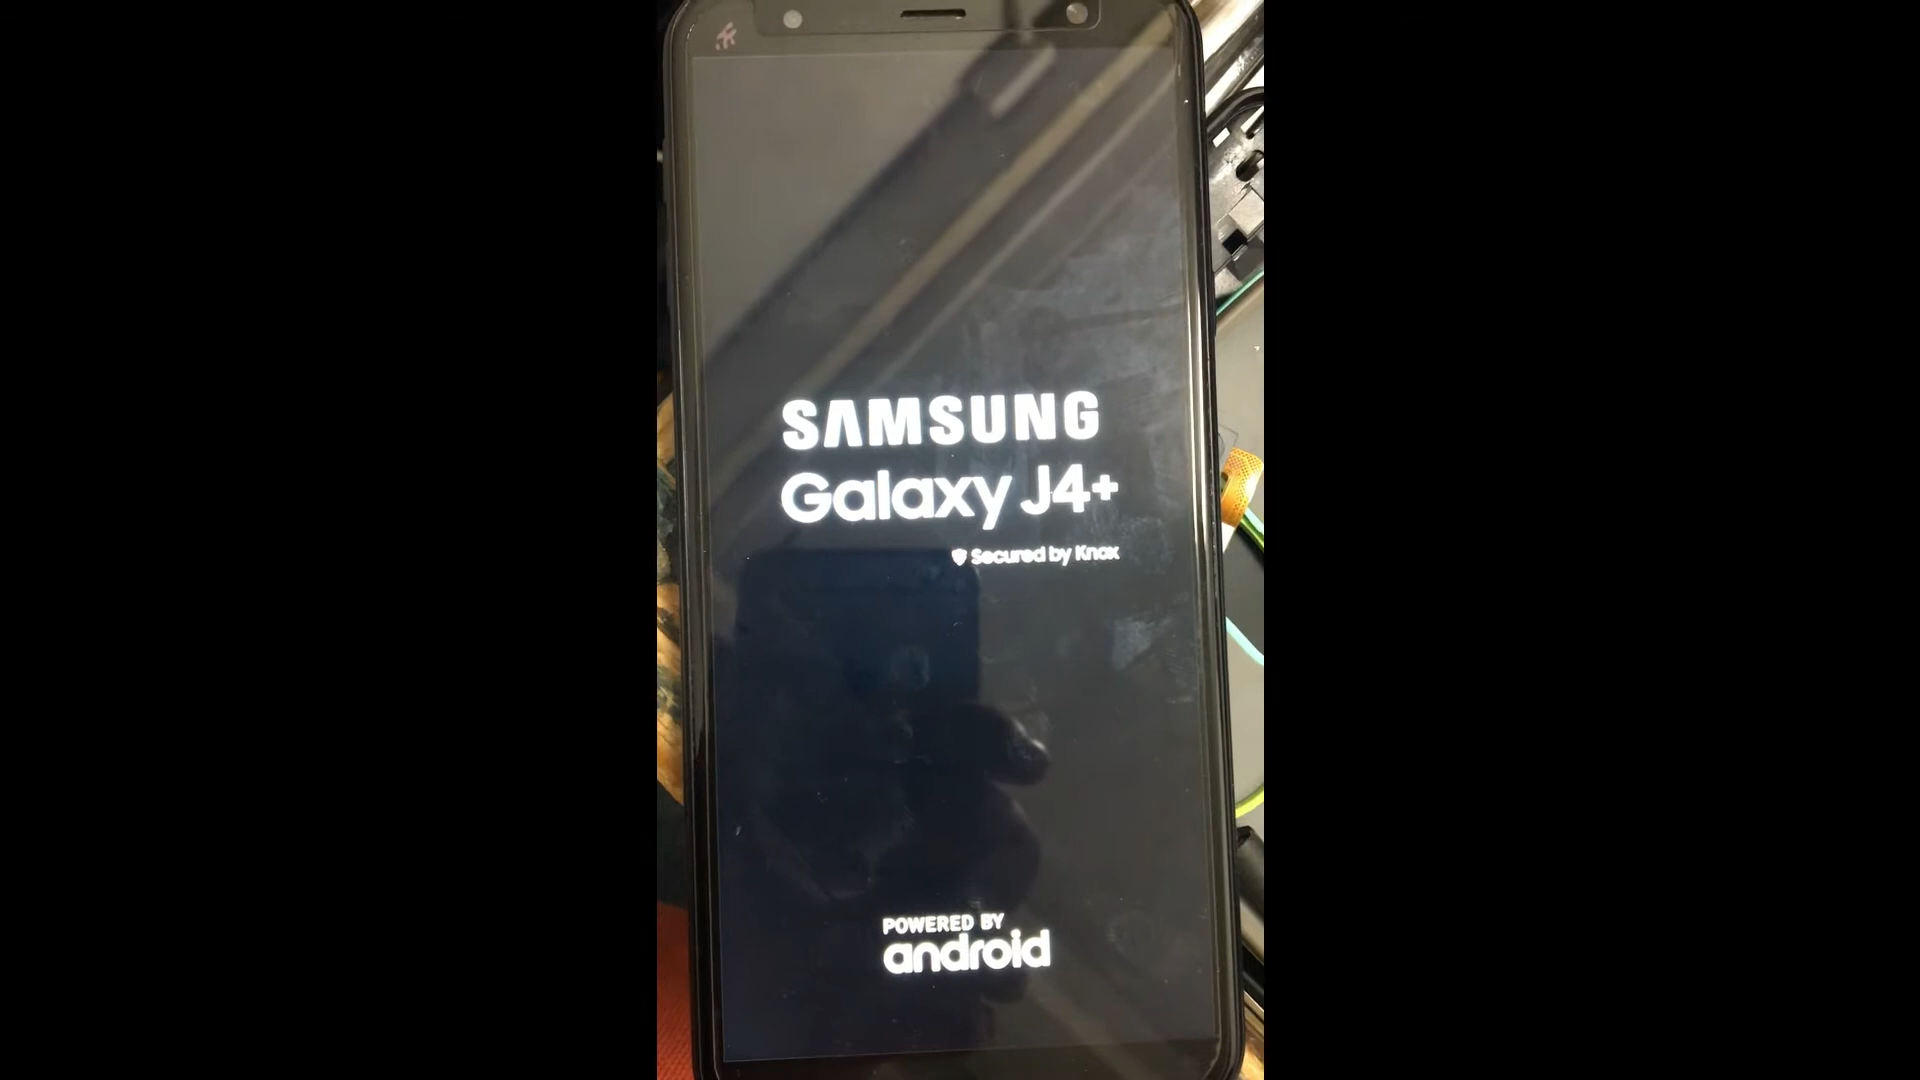 SAMSUNG
Galaxy J4+
Secured by Knox
POWERED BY
android